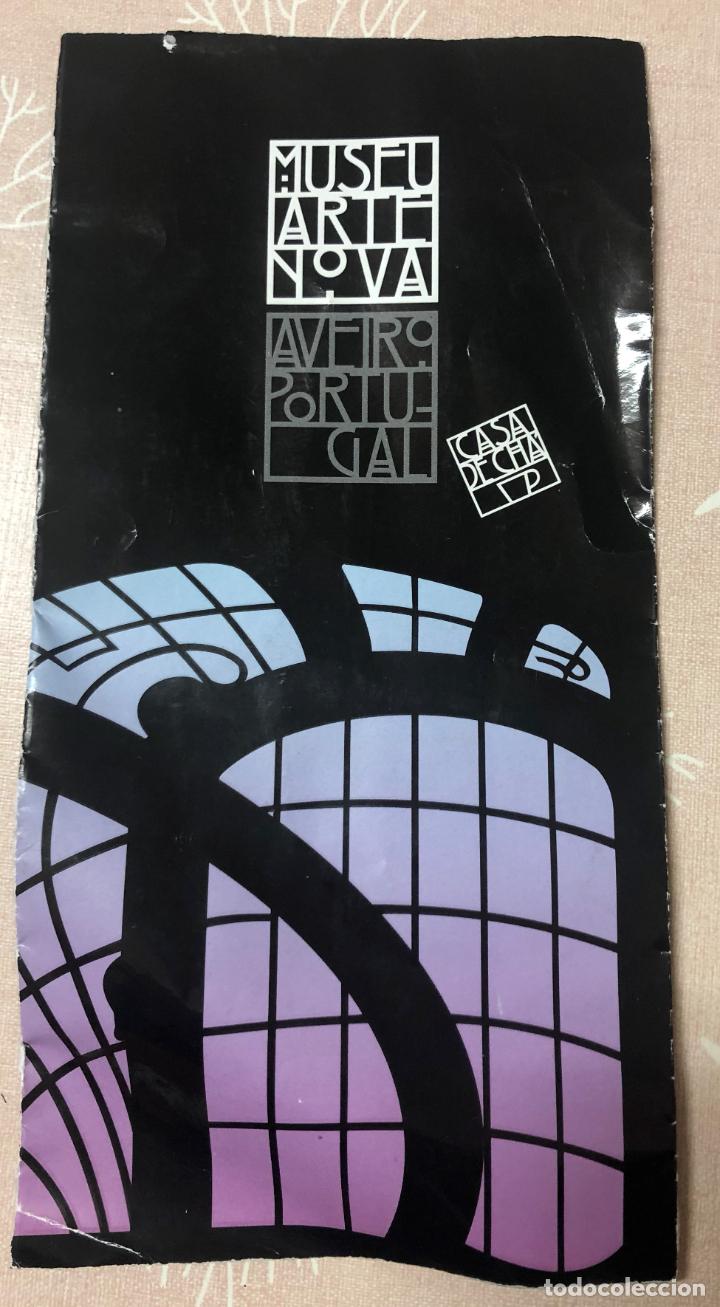 MUSEU
ARTE
NOVA
AVEIRO
PORTU-
GAL
CASA
DE CHÁ
todocoleccion